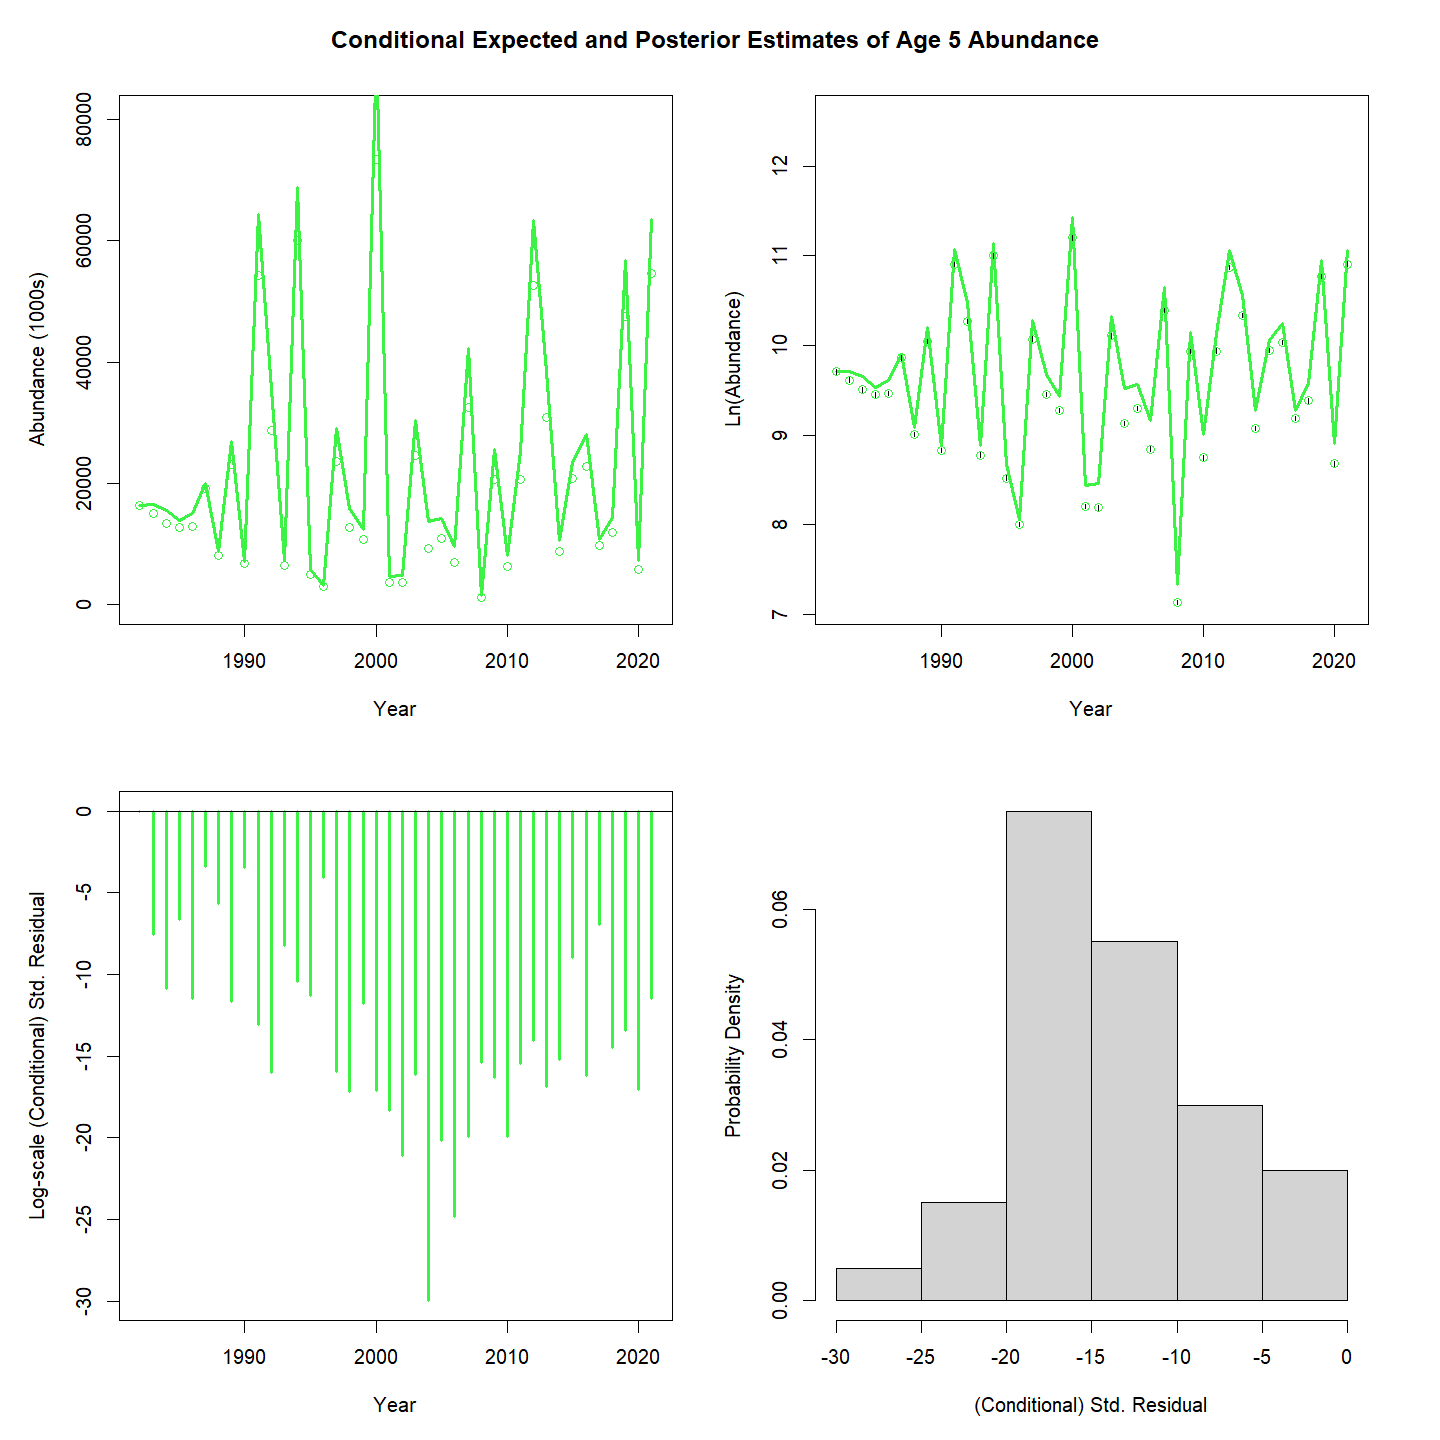 Conditional Expected and Posterior Estimates of Age 5 Abundance
Abundance (1000s)
80000
60000
40000
20000
0
1990 2000 2010 2020
Year
Ln(Abundance)
12
11
10
9
8
7
1990 2000 2010 2020
Year
Log-scale (Conditional) Std. Residual
0
-5
-10
-15
-20
-25
-30
1990 2000 2010 2020
Year
Probability Density
0.06
0.04
0.02
0.00
-30 -25 -20 -15 -10 -5 0
(Conditional) Std. Residual